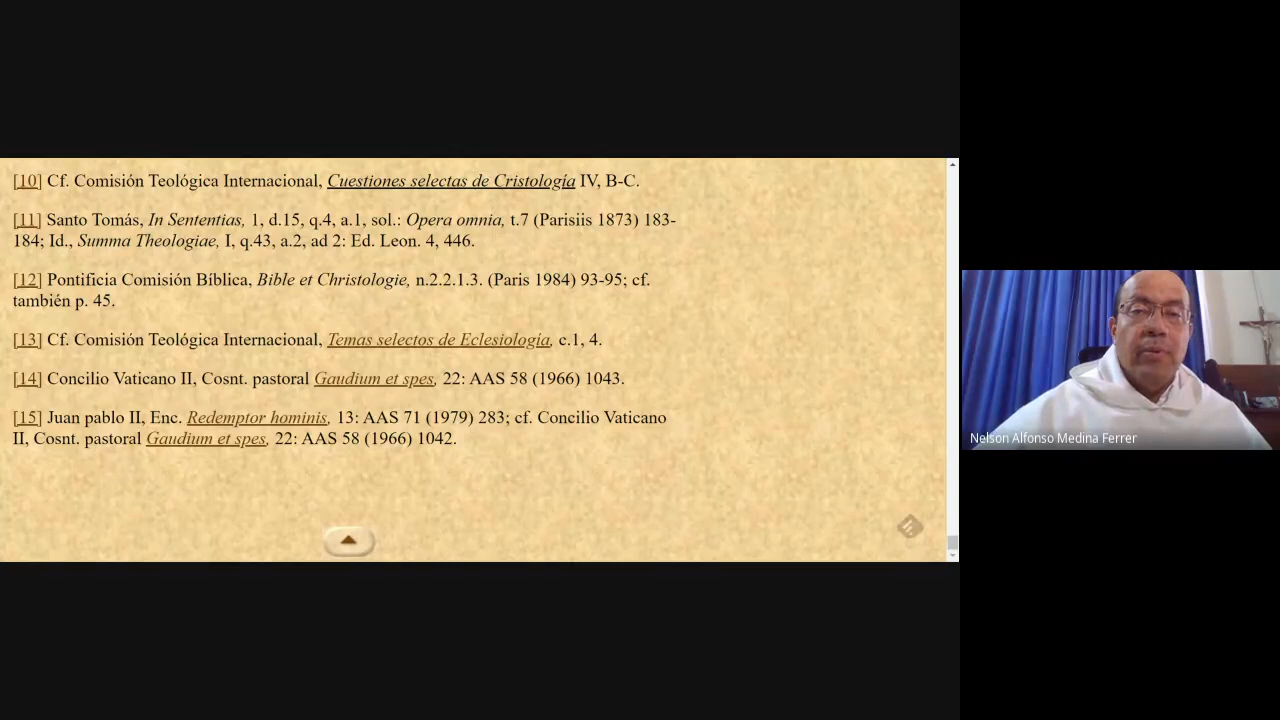 [10] Cf. Comisión Teológica Internacional, Cuestiones selectas de Cristología IV, B-C.
[11] Santo Tomás, In Sententias, 1, d.15, q.4, a.1, sol.: Opera omnia, t.7 (Parisiis 1873) 183-
184; Id., Summa Theologiae, I, q.43, a.2, ad 2: Ed. Leon. 4, 446.
[12] Pontificia Comisión Bíblica, Bible et Christologie, n.2.2.1.3. (Paris 1984) 93-95; cf.
también p. 45.
[13] Cf. Comisión Teológica Internacional, Temas selectos de Eclesiología, c.1, 4.
[14] Concilio Vaticano II, Cosnt. pastoral Gaudium et spes, 22: AAS 58 (1966) 1043.
[15] Juan pablo II, Enc. Redemptor hominis, 13: AAS 71 (1979) 283; cf. Concilio Vaticano
II, Cosnt. pastoral Gaudium et spes, 22: AAS 58 (1966) 1042.
Nelson Alfonso Medina Ferrer